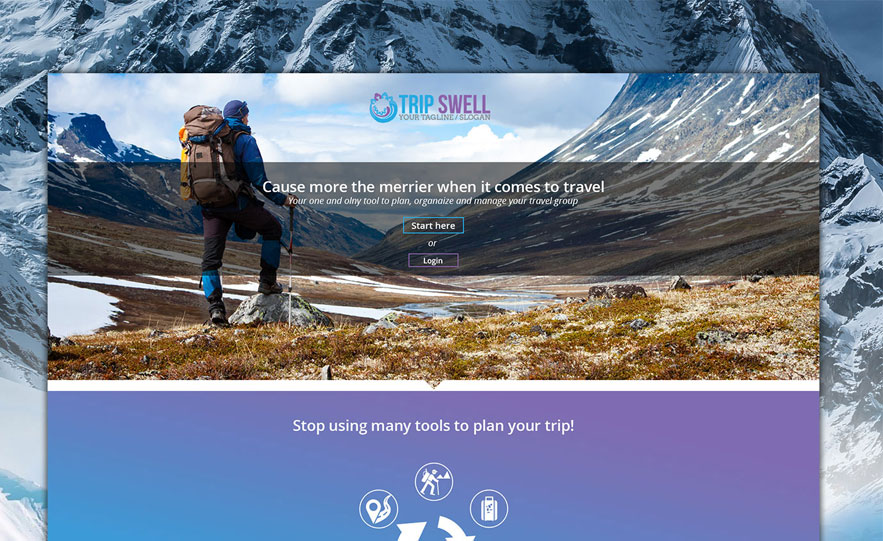 TRIP SWELL
YOUR TAGLINE / SLOGAN
Cause more the merrier when it comes to travel
Your one and olny tool to plan, organaize and manage your travel group
Start here
or
Login
Stop using many tools to plan your trip!